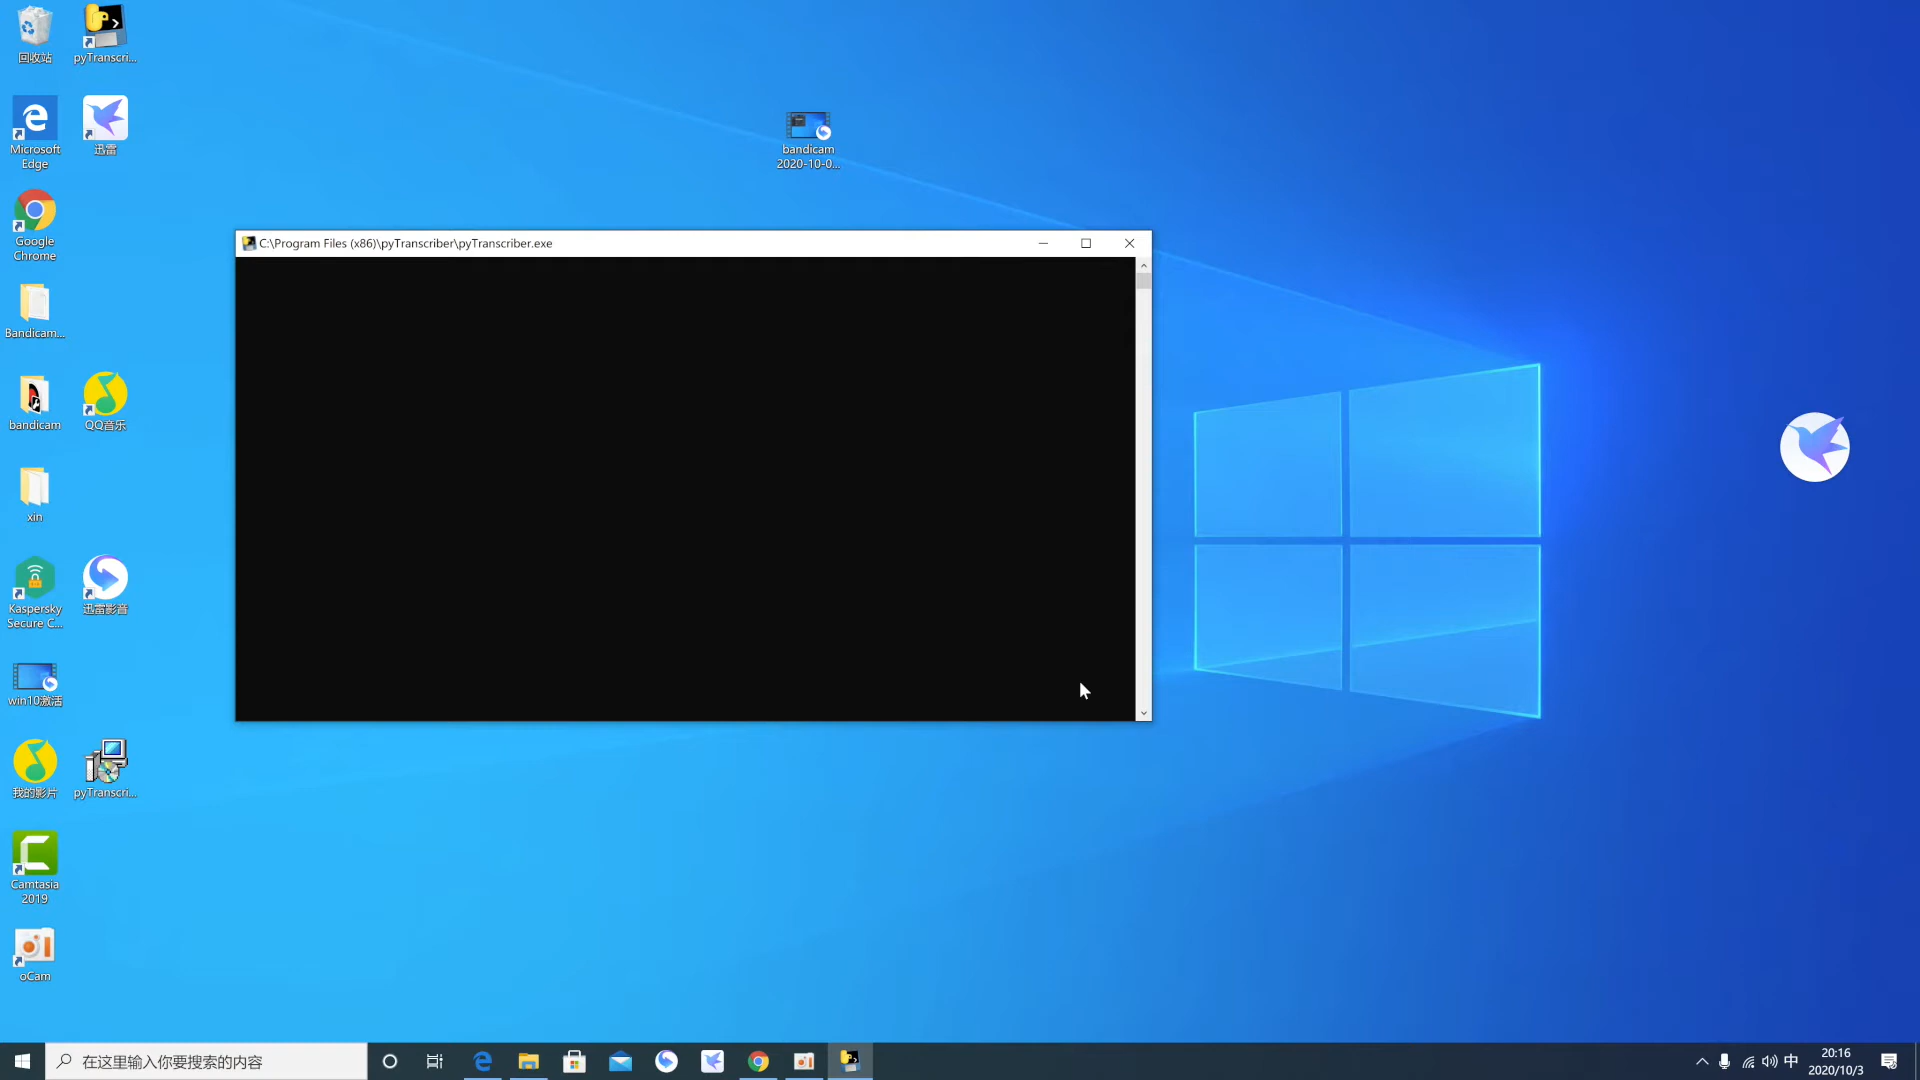 回收站
pyTranscri...
Microsoft
Edge
迅雷
bandicam
2020-10-0...
Google
Chrome
C:\Program Files (x86)\pyTranscriber\pyTranscriber.exe
Bandicam...
bandicam
QQ音乐
xin
Kaspersky
Secure C...
迅雷影音
win10激活
我的影片
pyTranscri...
Camtasia
2019
oCam
在这里输入你要搜索的内容
中
20:16
2020/10/3